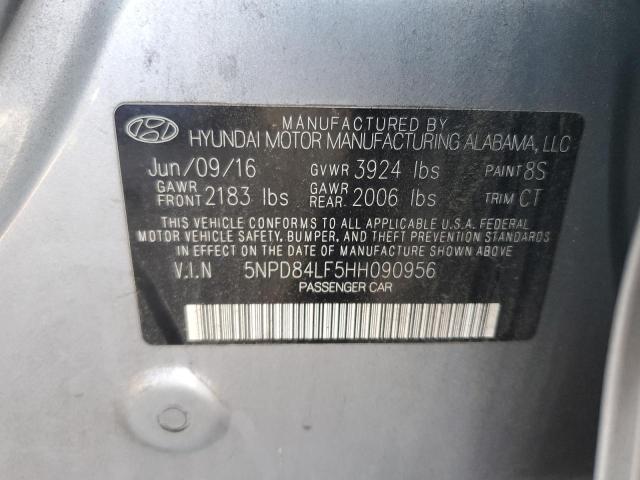 MANUFACTURED BY
HYUNDAI MOTOR MANUFACTURING ALABAMA, LLC
Jun/09/16 GVWR 3924 lbs PAINT 8S
GAWR FRONT 2183 lbs GAWR REAR 2006 lbs TRIM CT
THIS VEHICLE CONFORMS TO ALL APPLICABLE U.S.A. FEDERAL
MOTOR VEHICLE SAFETY, BUMPER, AND THEFT PREVENTION STANDARDS
IN EFFECT ON THE DATE OF MANUFACTURE SHOWN ABOVE
V.I.N 5NPD84LF5HH090956
PASSENGER CAR